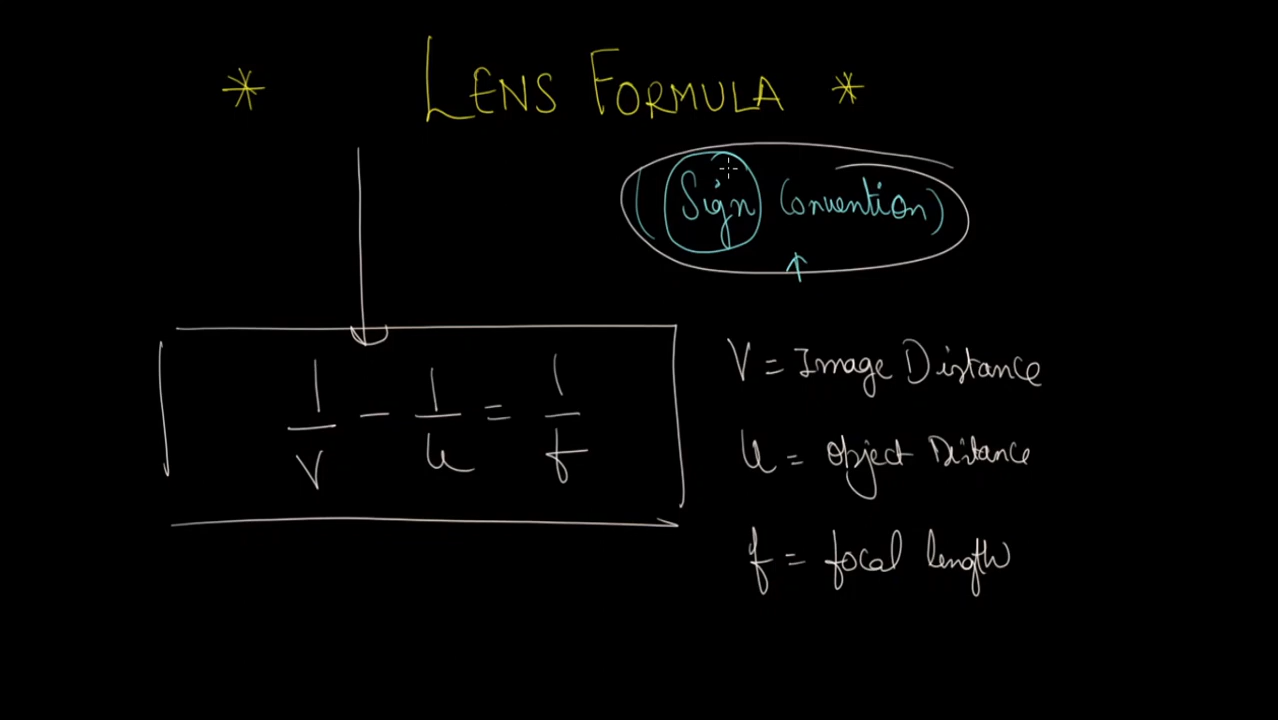 * LENS FORMULA *
(Sign Convention)
1/v - 1/u = 1/f
V = Image Distance
u = Object Distance
f = focal length